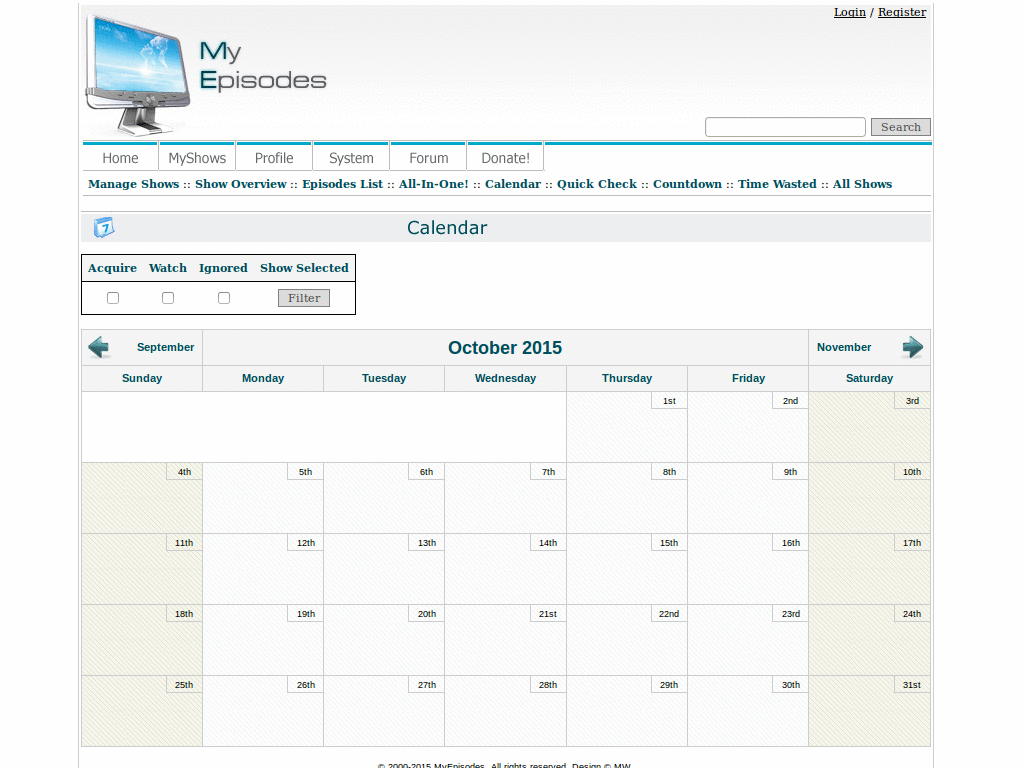 Login / Register
My
Episodes
Search
Home MyShows Profile System Forum Donate!
Manage Shows :: Show Overview :: Episodes List :: All-In-One! :: Calendar :: Quick Check :: Countdown :: Time Wasted :: All Shows
7 Calendar
Acquire Watch Ignored Show Selected
Filter
September October 2015 November
Sunday Monday Tuesday Wednesday Thursday Friday Saturday
1st 2nd 3rd
4th 5th 6th 7th 8th 9th 10th
11th 12th 13th 14th 15th 16th 17th
18th 19th 20th 21st 22nd 23rd 24th
25th 26th 27th 28th 29th 30th 31st
© 2000-2015 MyEpisodes. All rights reserved. Design © MW